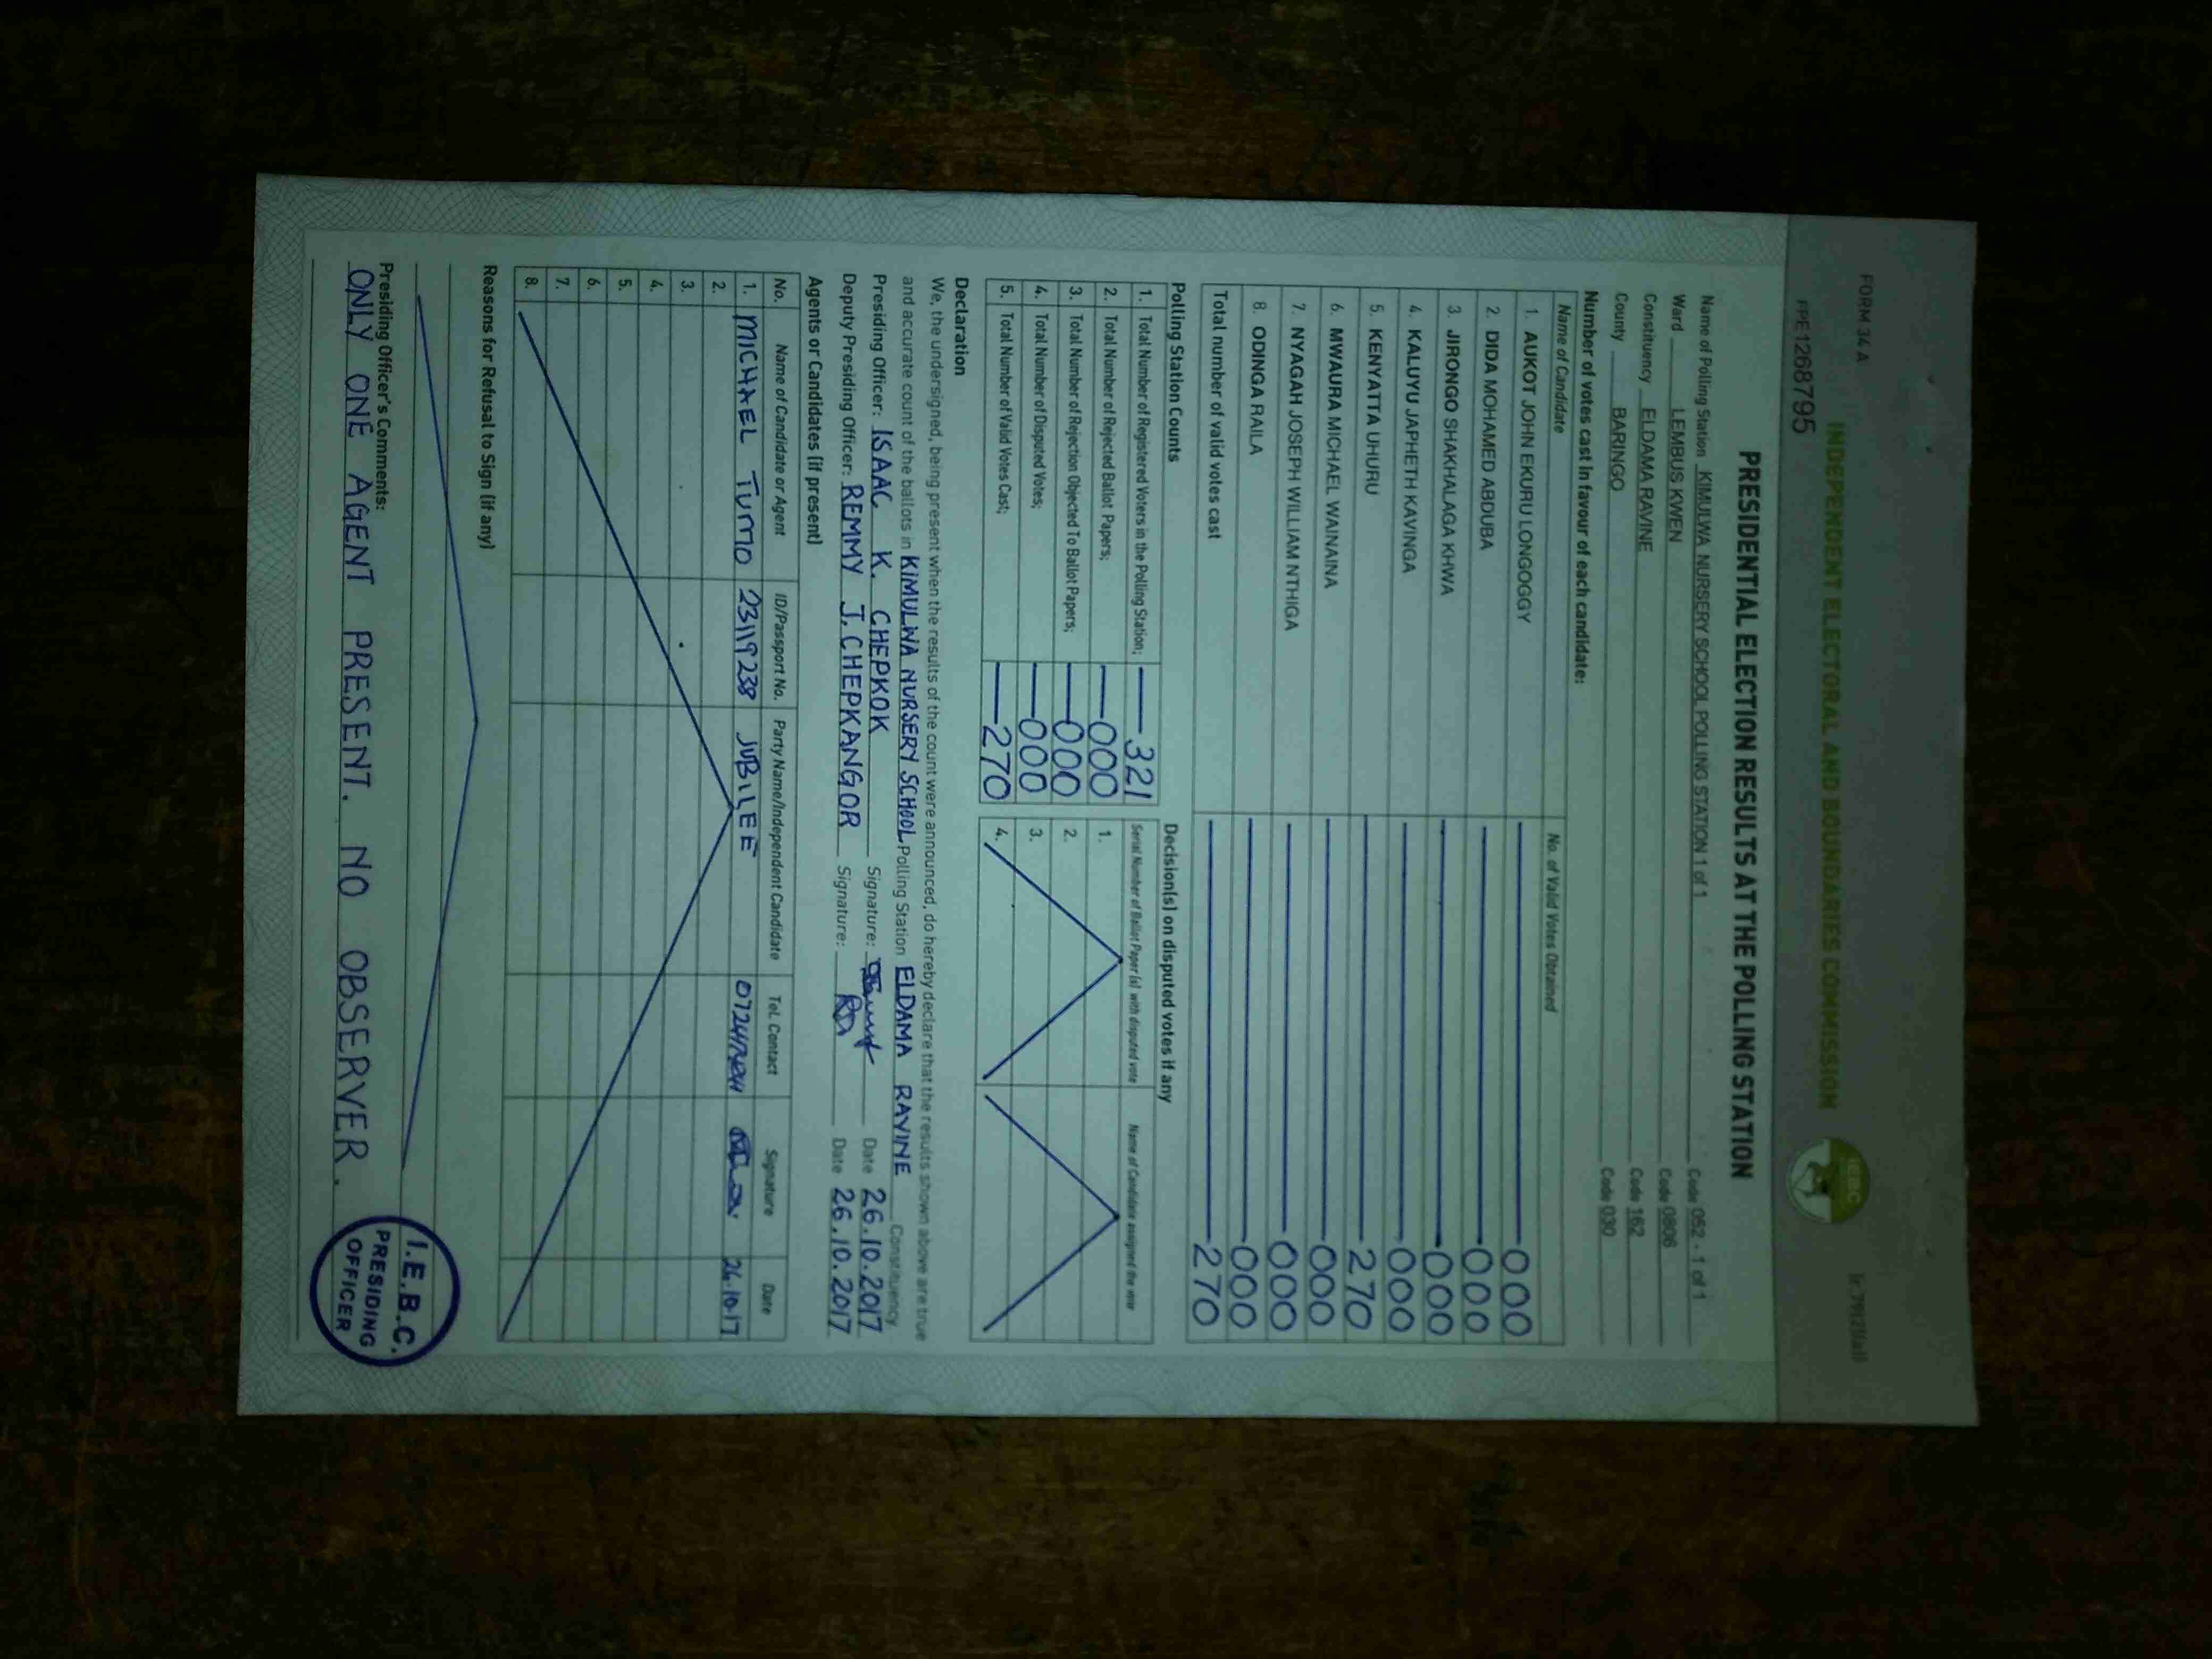 FORM 34 A
PPE1268795
INDEPENDENT ELECTORAL AND BOUNDARIES COMMISSION
IEBC
PRESIDENTIAL ELECTION RESULTS AT THE POLLING STATION
Name of Polling Station KIMULWA NURSERY SCHOOL POLLING STATION 1 of 1 Code 052 - 1 of 1
Ward LEMBUS KWEN Code 0806
Constituency ELDAMA RAVINE Code 162
County BARINGO Code 030
Number of votes cast in favour of each candidate:
Name of Candidate No. of Valid Votes Obtained
1. AUKOT JOHN EKURU LONGOGGY 000
2. DIDA MOHAMED ABDUBA 000
3. JIRONGO SHAKHALAGA KHWA 000
4. KALUYU JAPHETH KAVINGA 000
5. KENYATTA UHURU 270
6. MWAURA MICHAEL WAINAINA 000
7. NYAGAH JOSEPH WILLIAM NTHIGA 000
8. ODINGA RAILA 000
Total number of valid votes cast 270
Polling Station Counts
1. Total Number of Registered Voters in the Polling Station; 321
2. Total Number of Rejected Ballot Papers; 000
3. Total Number of Rejection Objected To Ballot Papers; 000
4. Total Number of Disputed Votes; 000
5. Total Number of Valid Votes Cast; 270
Decision(s) on disputed votes if any
Serial Number of Ballot Paper(s) with disputed vote Name of Candidate assigned the vote
1.
2.
3.
4.
Declaration
We, the undersigned, being present when the results of the count were announced, do hereby declare that the results shown above are true
and accurate count of the ballots in KIMULWA NURSERY SCHOOL Polling Station ELDAMA RAVINE Constituency.
Presiding Officer: ISAAC K. CHEPKOK Signature: Date 26.10.2017
Deputy Presiding Officer: REMMY J. CHEPKANGOR Signature: Date 26.10.2017
Agents or Candidates (if present)
No. Name of Candidate or Agent ID/Passport No. Party Name/Independent Candidate Tel. Contact Signature Date
1. MICHAEL TUMO 23119238 JUBILEE 26.10.17
2.
3.
4.
5.
6.
7.
8.
Reasons for Refusal to Sign (if any)
Presiding Officer's Comments:
ONLY ONE AGENT PRESENT. NO OBSERVER.
I.E.B.C.
PRESIDING
OFFICER